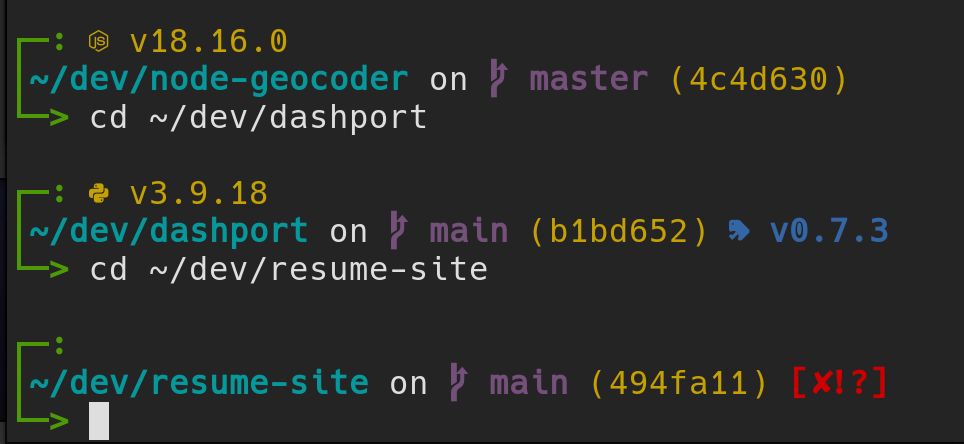 : JS v18.16.0
~/dev/node-geocoder on master (4c4d630)
> cd ~/dev/dashport
: v3.9.18
~/dev/dashport on main (b1bd652) v0.7.3
> cd ~/dev/resume-site
:
~/dev/resume-site on main (494fa11) [✘!?]
>